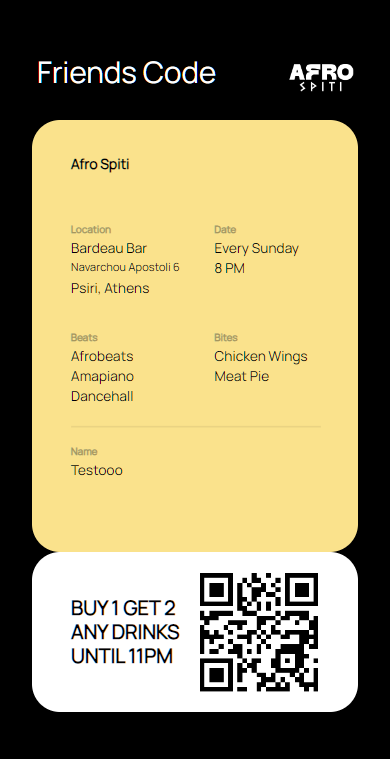 Friends Code
AFRO
SPITI
Afro Spiti
Location
Bardeau Bar
Navarchou Apostoli 6
Psiri, Athens
Date
Every Sunday
8 PM
Beats
Afrobeats
Amapiano
Dancehall
Bites
Chicken Wings
Meat Pie
Name
Testooo
BUY 1 GET 2
ANY DRINKS
UNTIL 11PM